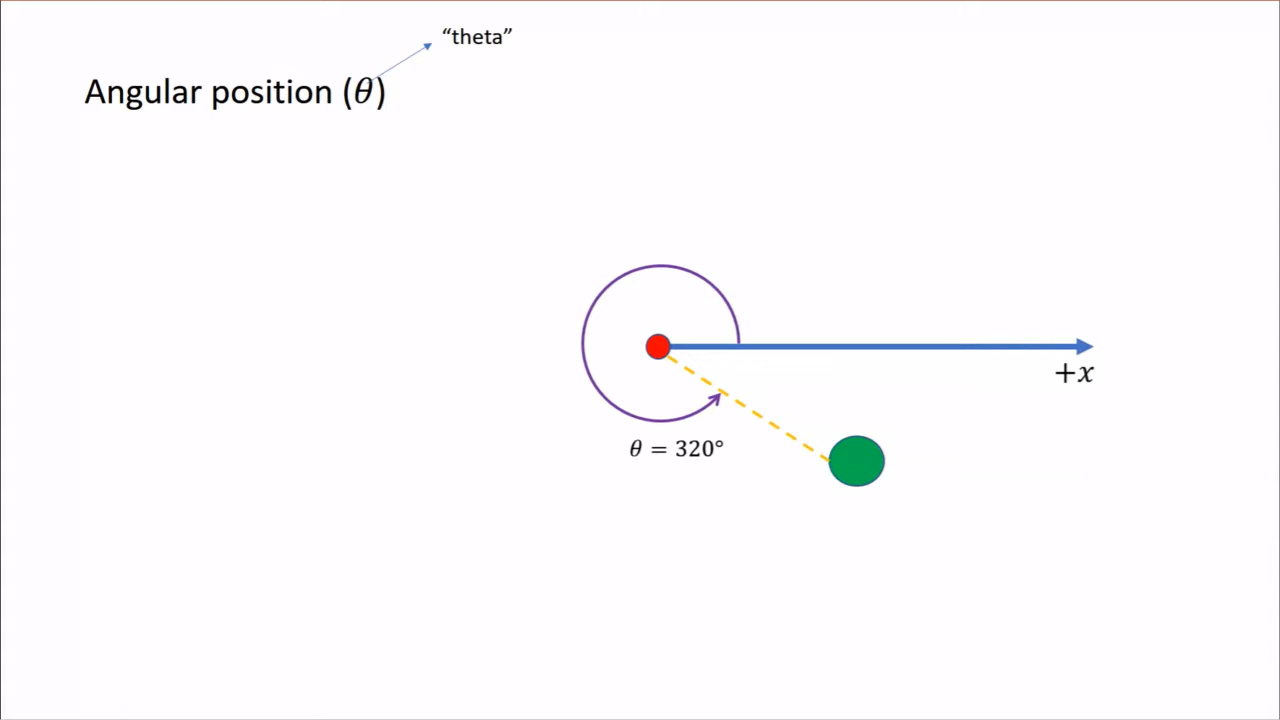 “theta”
Angular position (θ)
+x
θ = 320°